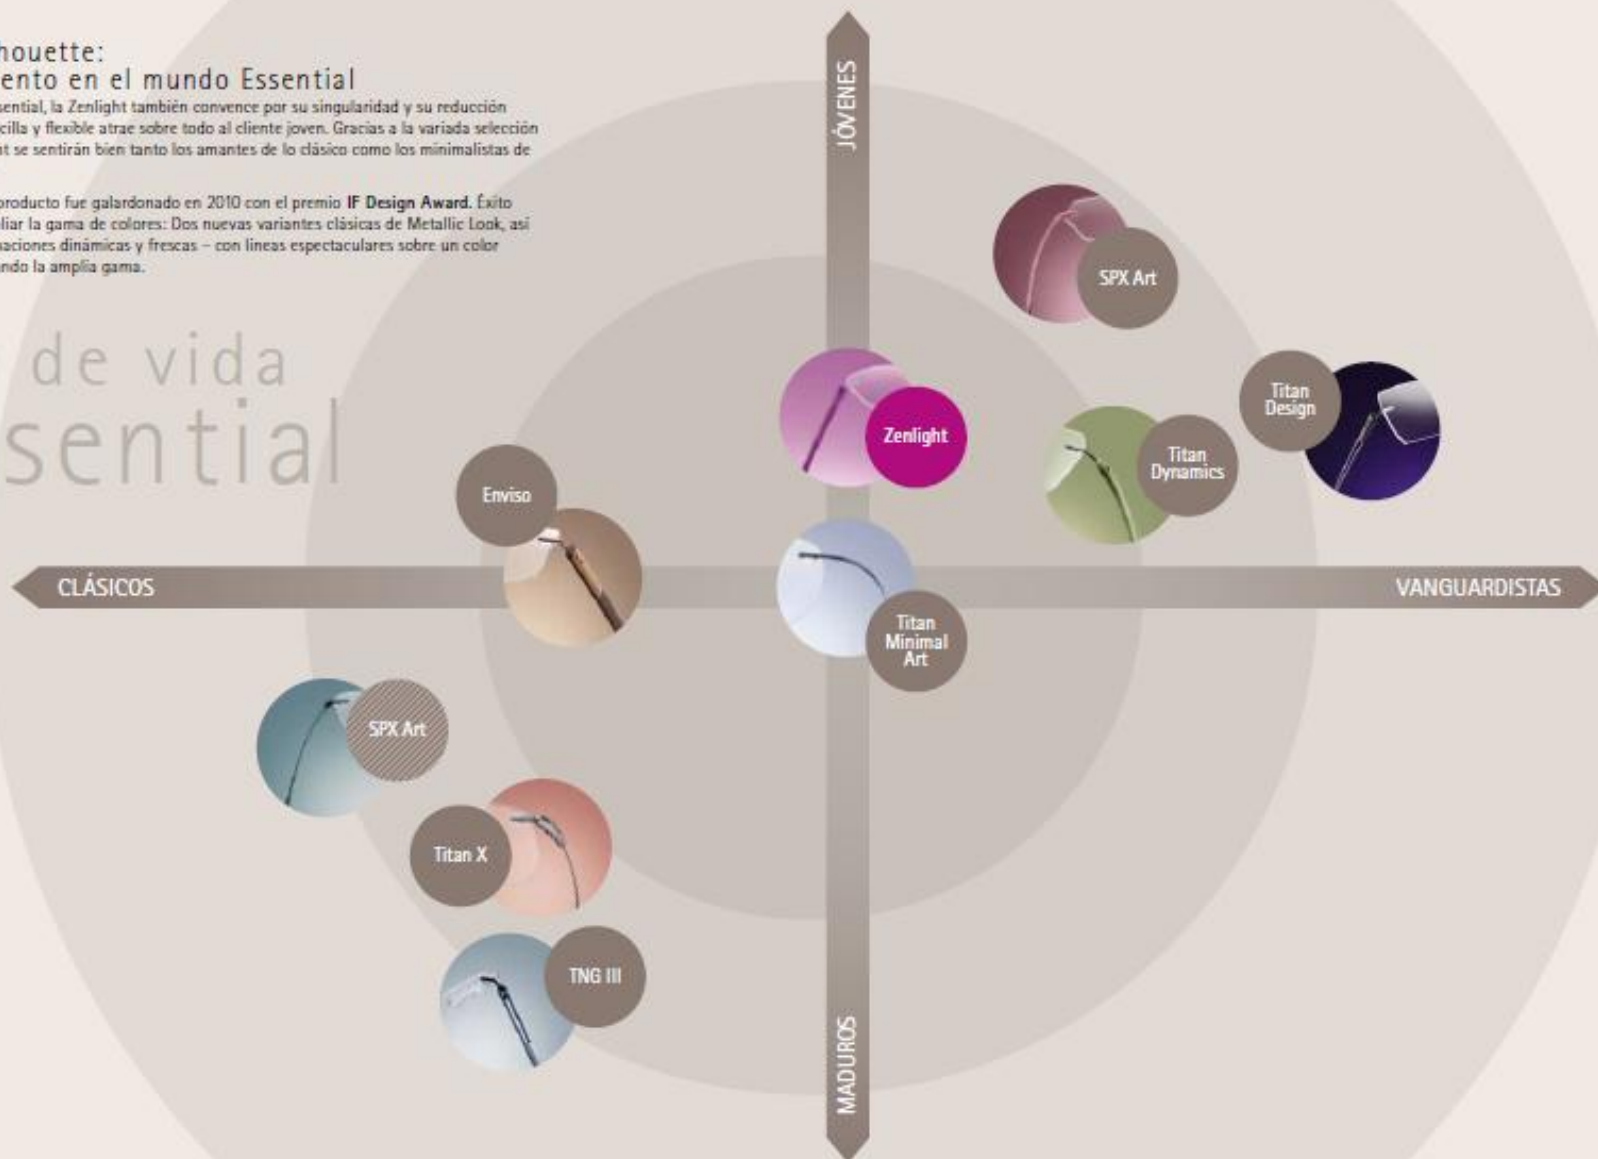 houette:
ento en el mundo Essential
sential, la Zenlight también convence por su singularidad y su reducción
cilla y flexible atrae sobre todo al cliente joven. Gracias a la variada selección
nt se sentirán bien tanto los amantes de lo clásico como los minimalistas de
producto fue galardonado en 2010 con el premio IF Design Award. Éxito
liar la gama de colores: Dos nuevas variantes clásicas de Metallic Look, así
naciones dinámicas y frescas – con líneas espectaculares sobre un color
ndo la amplia gama.
de vida
sential
JÓVENES
SPX Art
Titan
Design
Zenlight
Titan
Dynamics
Enviso
CLÁSICOS
VANGUARDISTAS
Titan
Minimal
Art
SPX Art
Titan X
TNG III
MADUROS